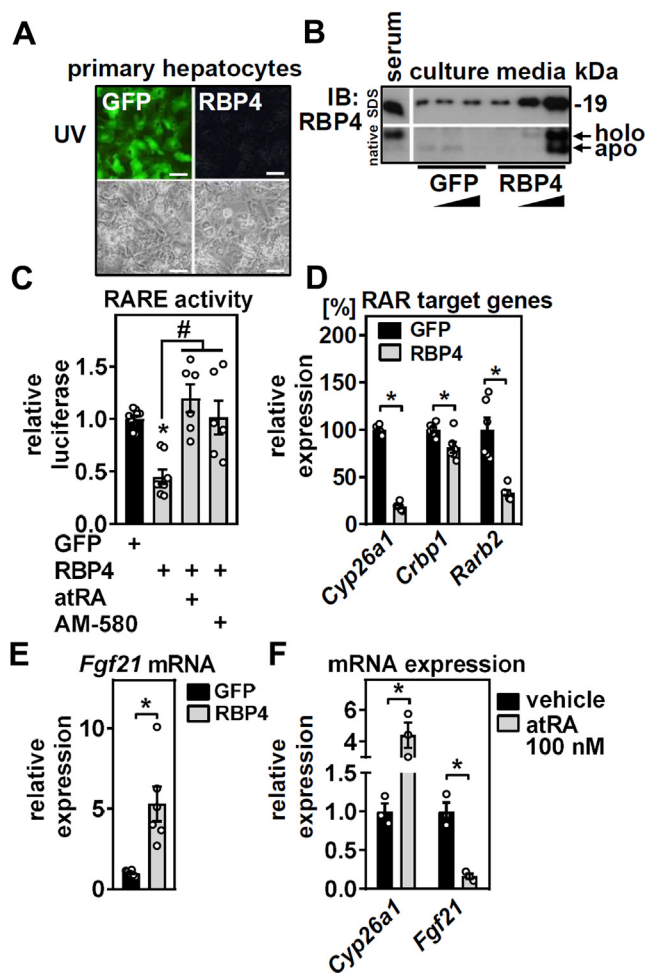 A
primary hepatocytes
GFP RBP4
UV
B
serum
culture media kDa
IB:
RBP4
SDS
native
-19
holo
apo
GFP RBP4
C
RARE activity
relative
luciferase
#
1.5
1.0
0.5
0.0
*
GFP +
RBP4 + + +
atRA +
AM-580 +
D
[%] RAR target genes
relative
expression
200
150
100
50
0
GFP
RBP4
* * *
Cyp26a1
Crbp1
Rarb2
E
Fgf21 mRNA
relative
expression
10
5
0
*
GFP
RBP4
F
mRNA expression
relative
expression
6
4
1.0
0.5
0.0
* *
vehicle
atRA
100 nM
Cyp26a1
Fgf21